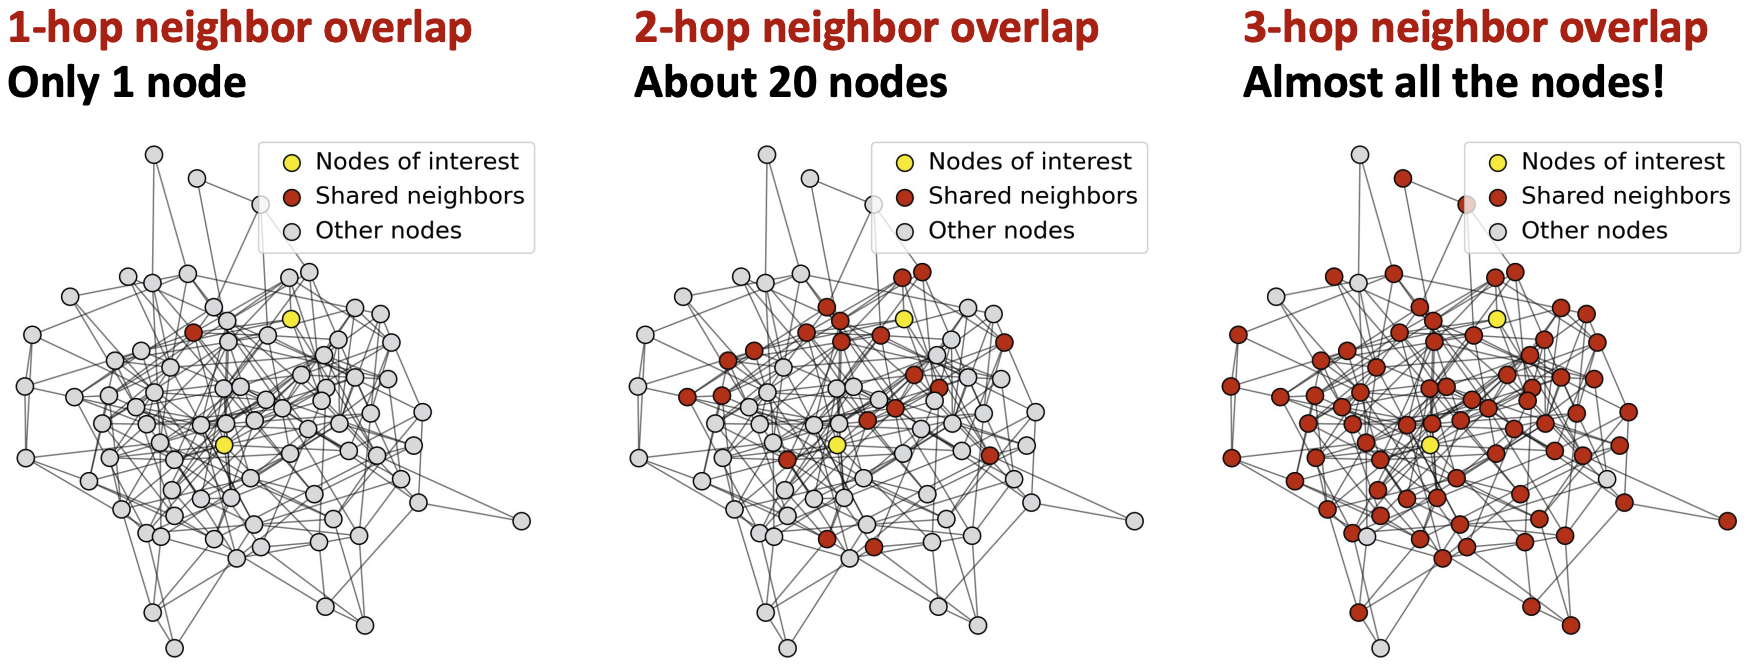 1-hop neighbor overlap
Only 1 node
Nodes of interest
Shared neighbors
Other nodes
2-hop neighbor overlap
About 20 nodes
Nodes of interest
Shared neighbors
Other nodes
3-hop neighbor overlap
Almost all the nodes!
Nodes of interest
Shared neighbors
Other nodes